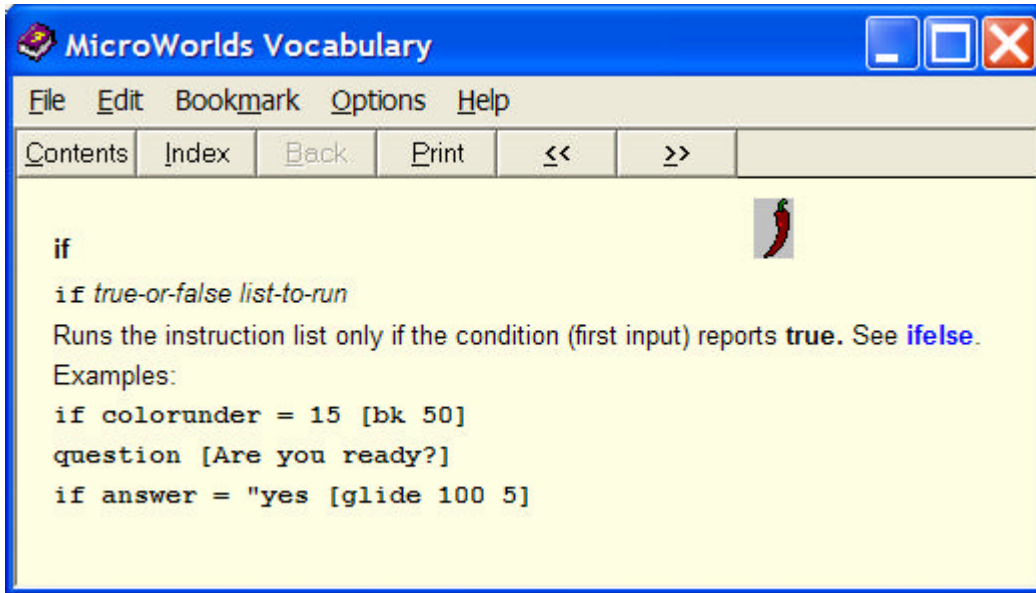 MicroWorlds Vocabulary
File Edit Bookmark Options Help
Contents Index Back Print << >>
if
if true-or-false list-to-run
Runs the instruction list only if the condition (first input) reports true. See ifelse.
Examples:
if colorunder = 15 [bk 50]
question [Are you ready?]
if answer = "yes [glide 100 5]